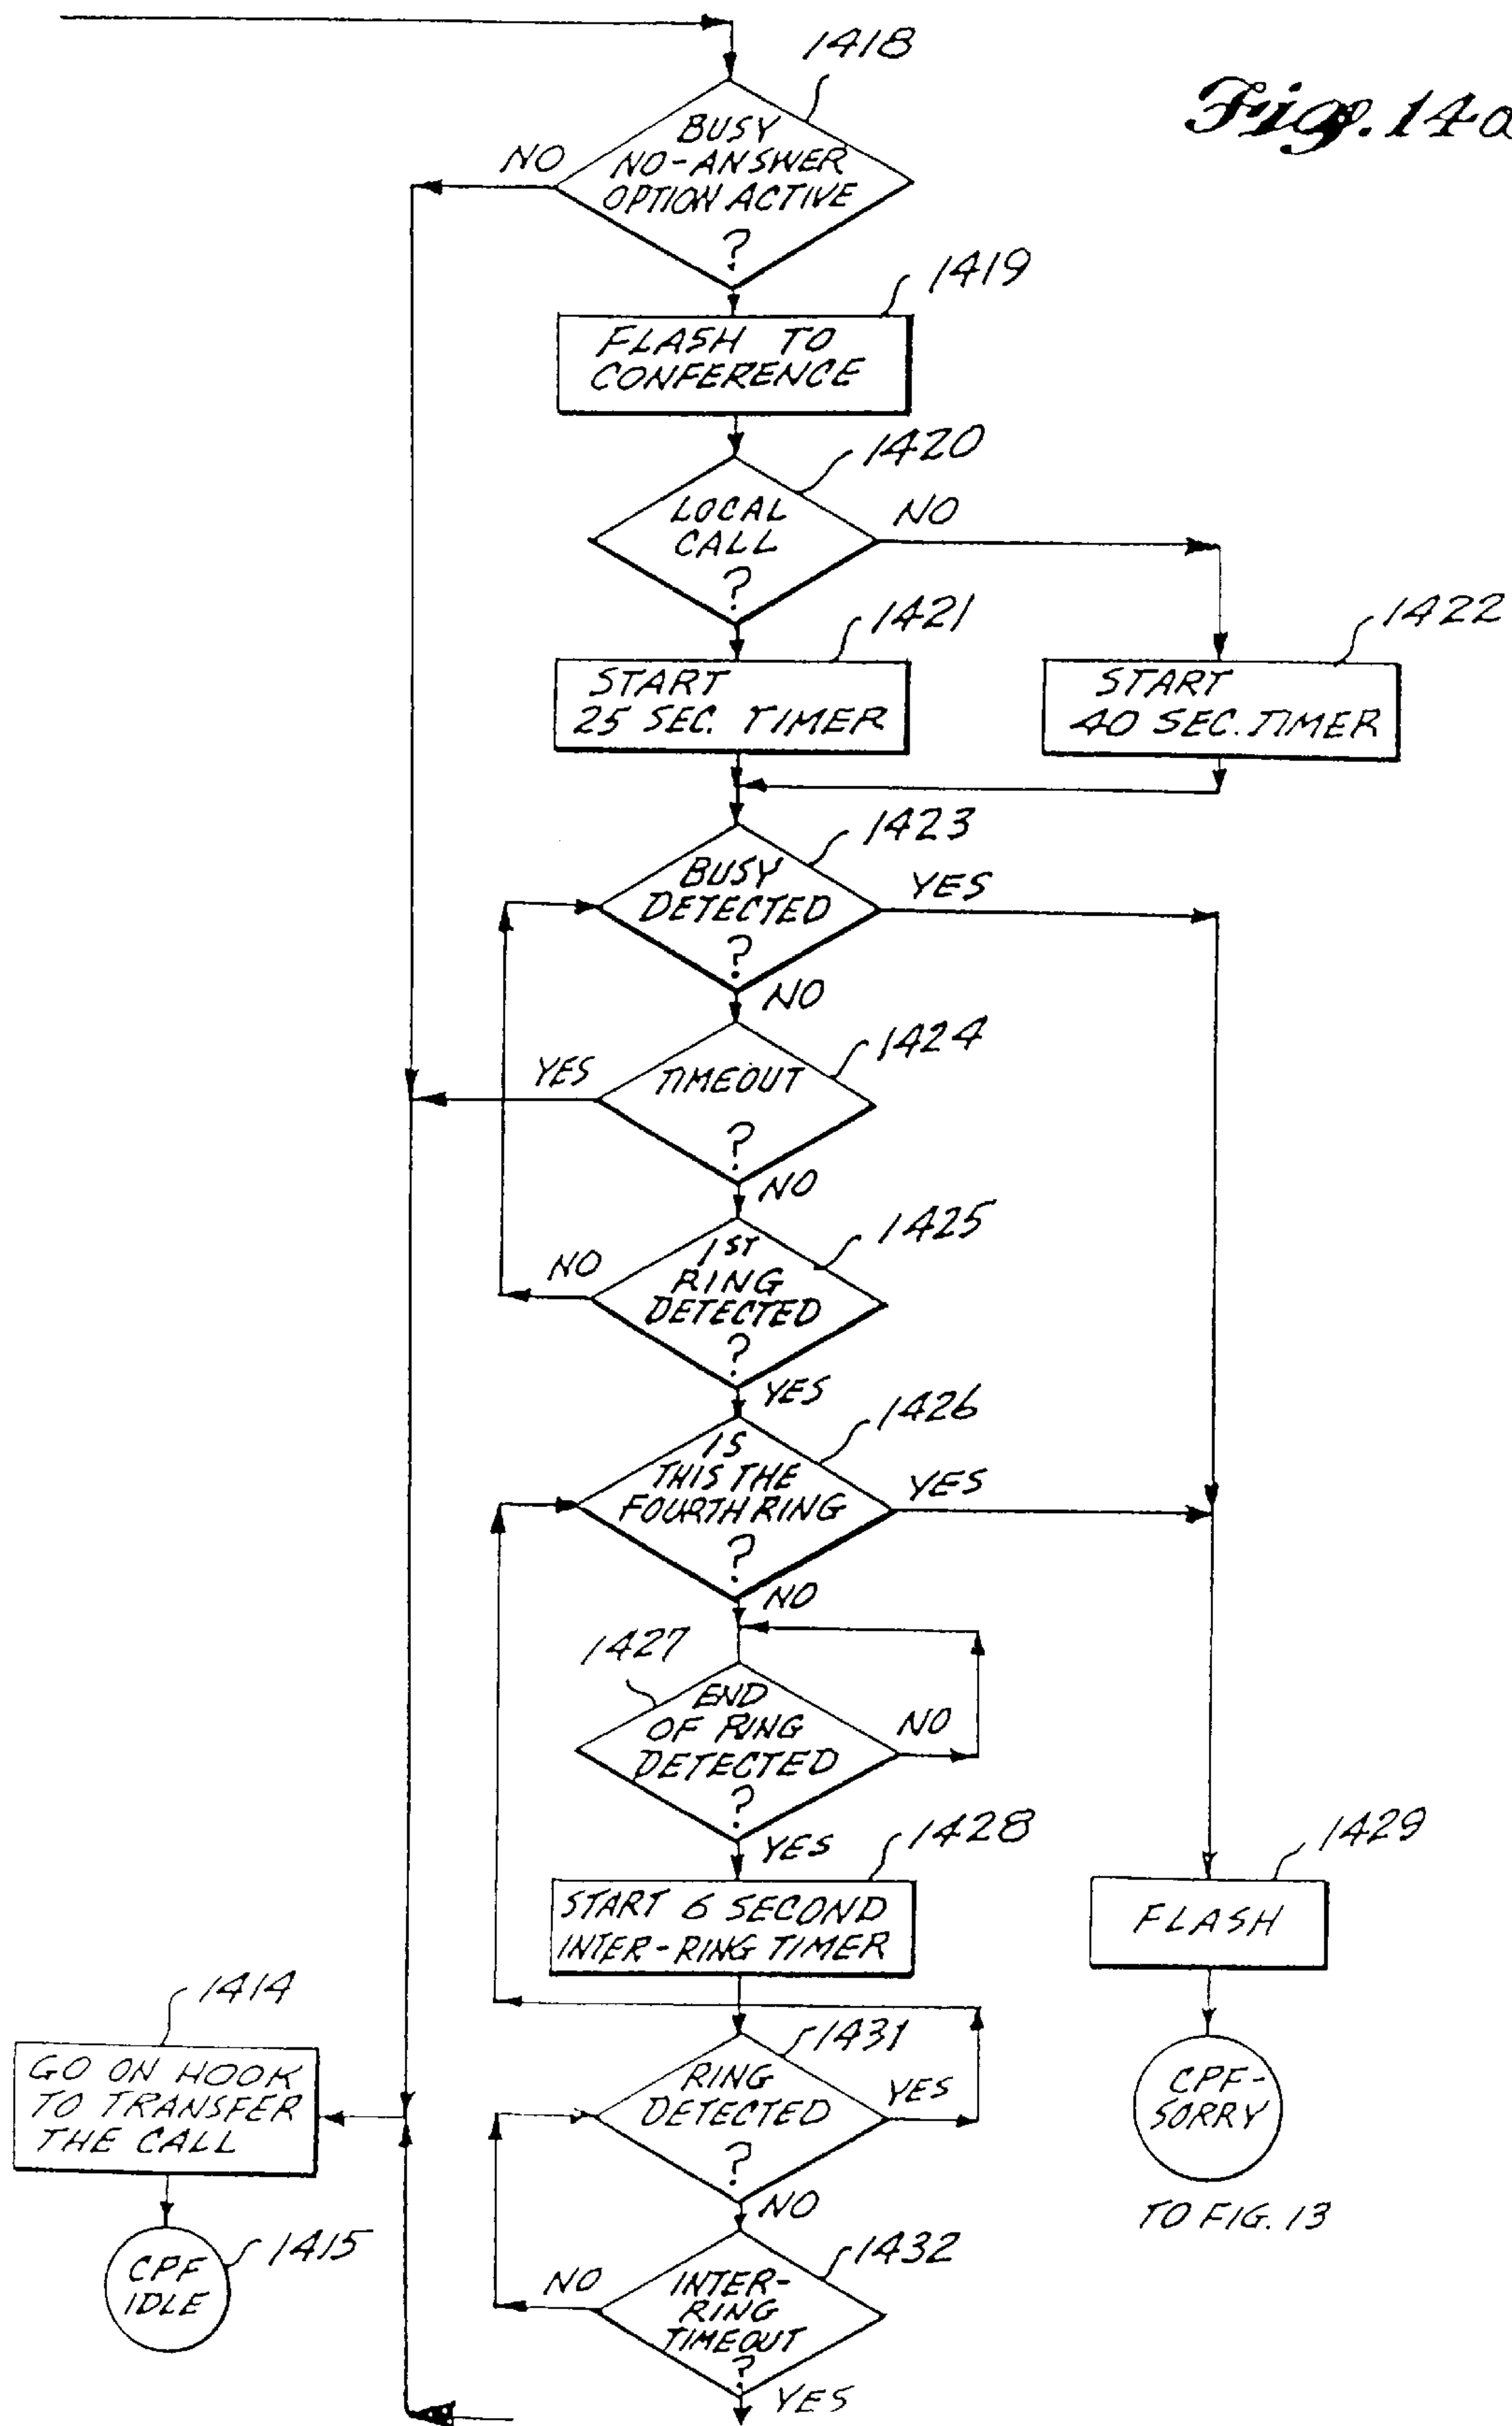 Fig. 14a
1418
BUSY
NO-ANSWER
OPTION ACTIVE
?
NO
1419
FLASH TO
CONFERENCE
1420
LOCAL
CALL
?
NO
1421
START
25 SEC. TIMER
1422
START
40 SEC. TIMER
1423
BUSY
DETECTED
?
YES
NO
1424
TIMEOUT
?
YES
NO
1425
1ST
RING
DETECTED
?
NO
YES
1426
IS
THIS THE
FOURTH RING
?
YES
NO
1427
END
OF RING
DETECTED
?
NO
YES
1428
START 6 SECOND
INTER-RING TIMER
1429
FLASH
1414
GO ON HOOK
TO TRANSFER
THE CALL
1431
RING
DETECTED
?
YES
NO
CPF-
SORRY
TO FIG. 13
1415
CPF
IDLE
1432
INTER-
RING
TIMEOUT
?
NO
YES